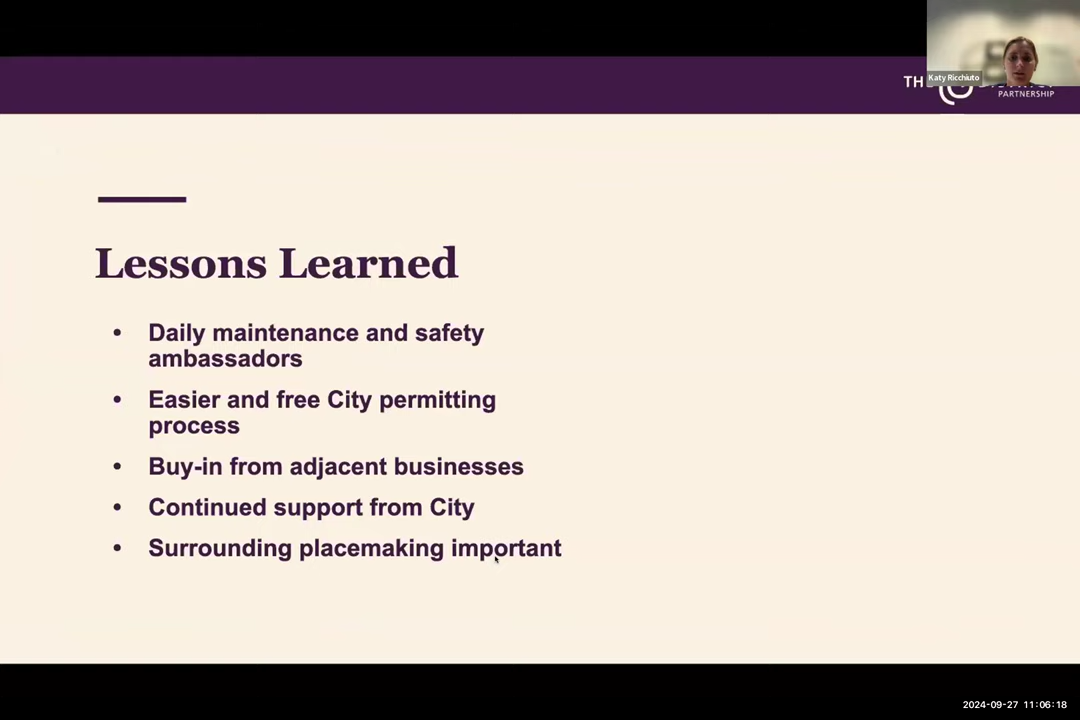 TH
Katy Ricchiuto
PARTNERSHIP
Lessons Learned
• Daily maintenance and safety
ambassadors
• Easier and free City permitting
process
• Buy-in from adjacent businesses
• Continued support from City
• Surrounding placemaking important
2024-09-27 11:06:18